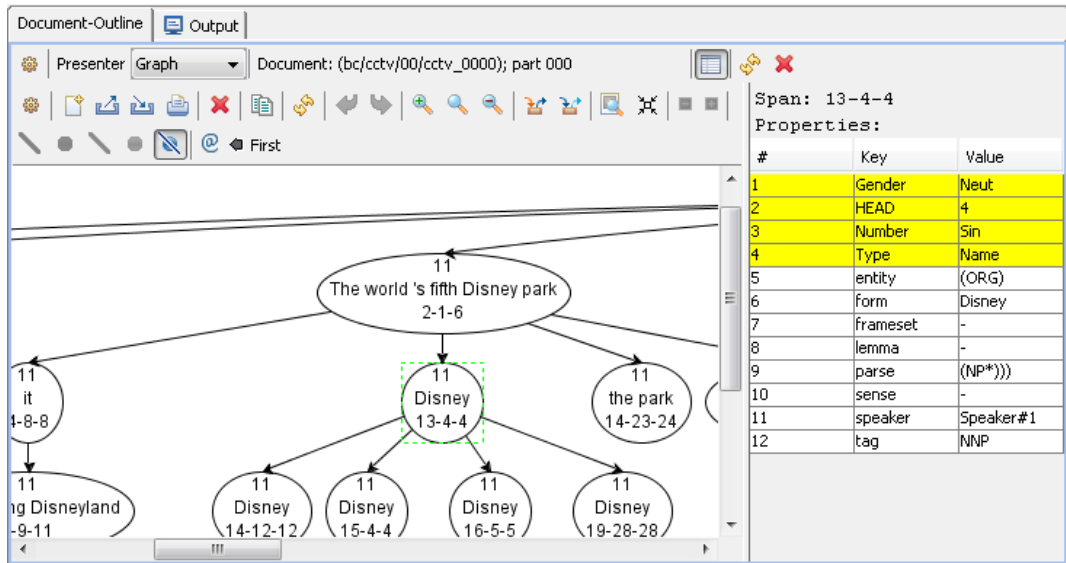 Document-Outline Output
Presenter Graph Document: (bc/cctv/00/cctv_0000); part 000
@ First
11
The world 's fifth Disney park
2-1-6
11
it
-8-8
11
Disney
13-4-4
11
the park
14-23-24
11
g Disneyland
-9-11
11
Disney
14-12-12
11
Disney
15-4-4
11
Disney
16-5-5
11
Disney
19-28-28
Span: 13-4-4
Properties:
# Key Value
1 Gender Neut
2 HEAD 4
3 Number Sin
4 Type Name
5 entity (ORG)
6 form Disney
7 frameset -
8 lemma -
9 parse (NP*)))
10 sense -
11 speaker Speaker#1
12 tag NNP